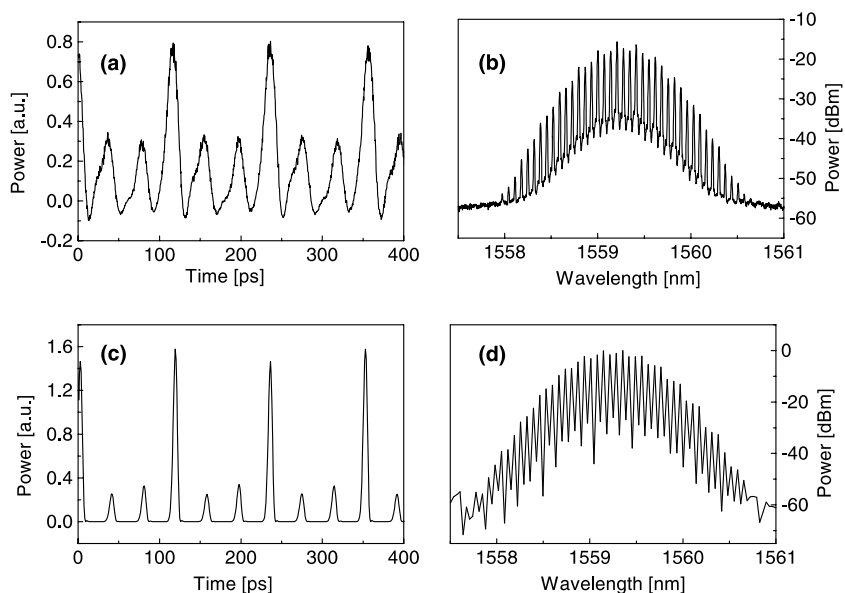 (a)
Power [a.u.]
0.8
0.6
0.4
0.2
0.0
-0.2
0 100 200 300 400
Time [ps]
(b)
-10
-20
-30
-40
-50
-60
Power [dBm]
1558 1559 1560 1561
Wavelength [nm]
(c)
Power [a.u.]
1.6
1.2
0.8
0.4
0.0
0 100 200 300 400
Time [ps]
(d)
0
-20
-40
-60
Power [dBm]
1558 1559 1560 1561
Wavelength [nm]